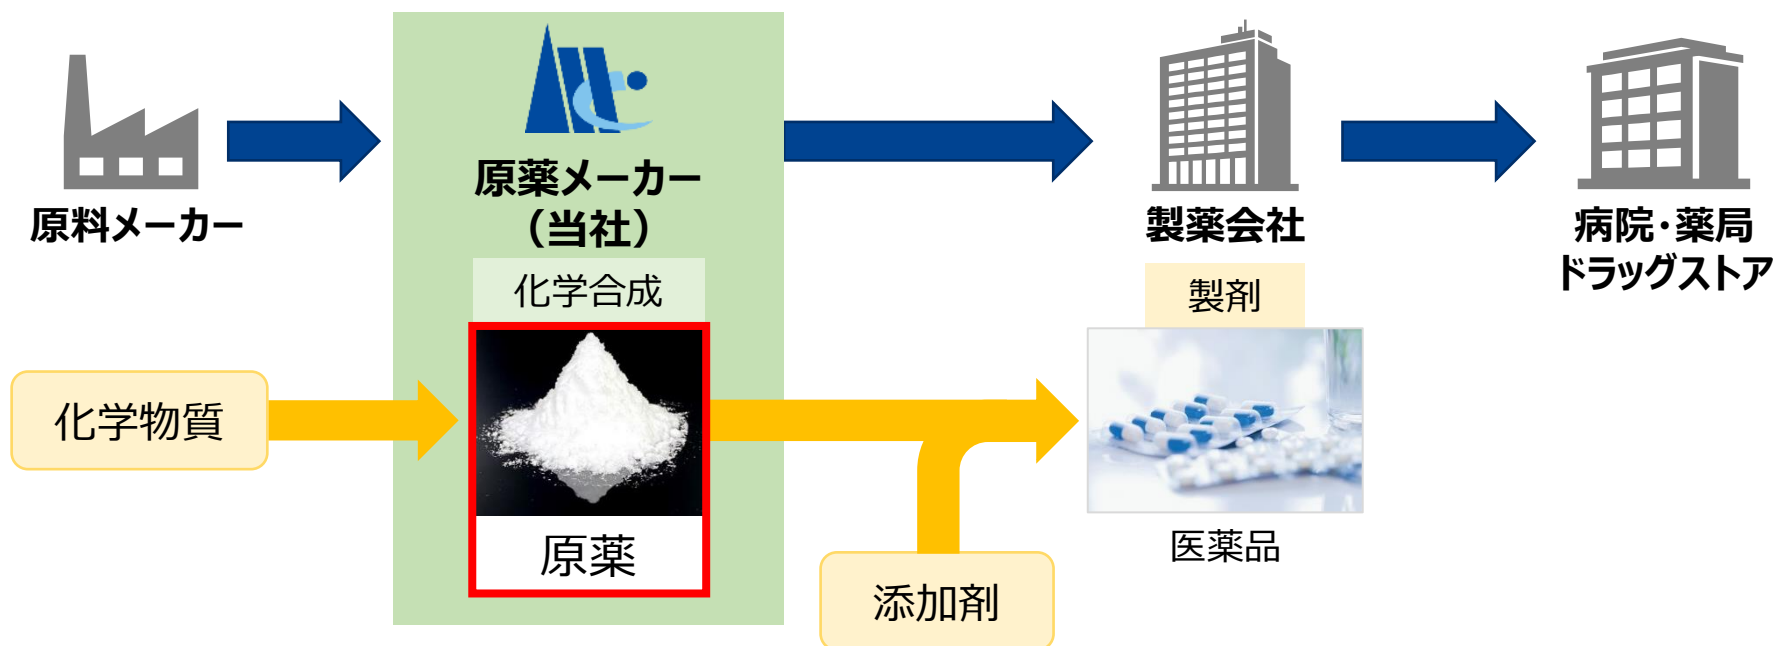 原料メーカー
原薬メーカー
（当社）
化学合成
製薬会社
製剤
病院・薬局
ドラッグストア
化学物質
原薬
添加剤
医薬品